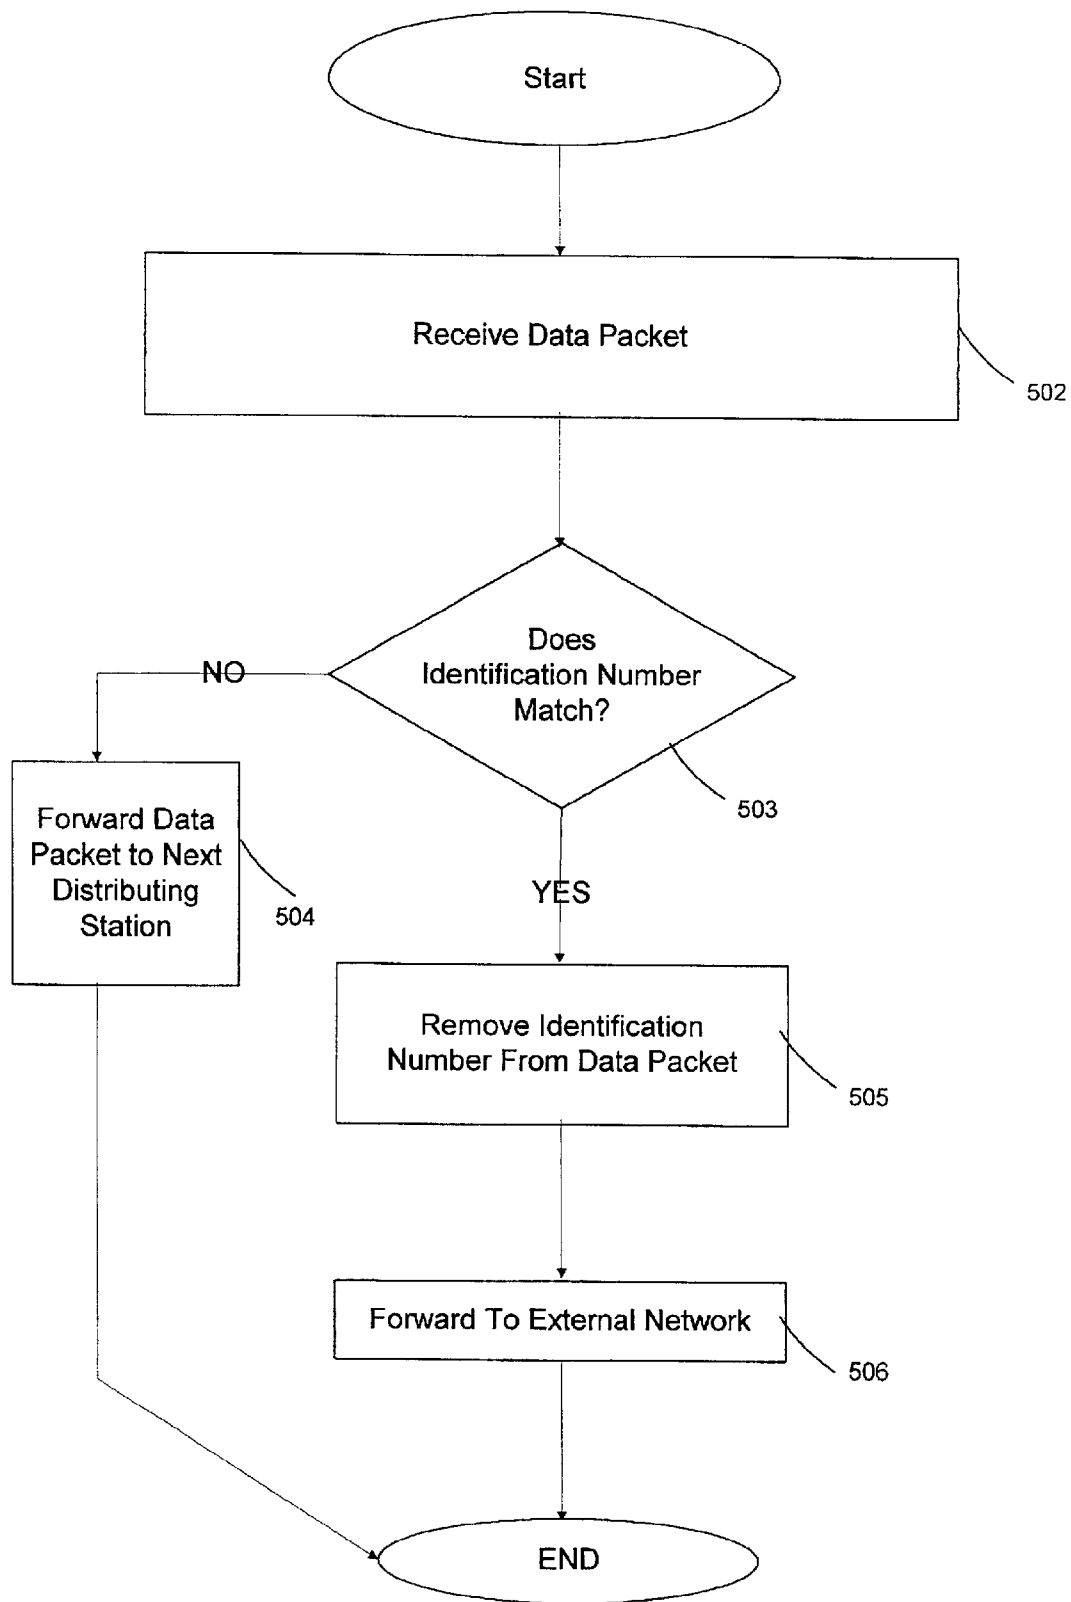 Start
Receive Data Packet
502
Does
Identification Number
Match?
NO
503
Forward Data
Packet to Next
Distributing
Station
504
YES
Remove Identification
Number From Data Packet
505
Forward To External Network
506
END